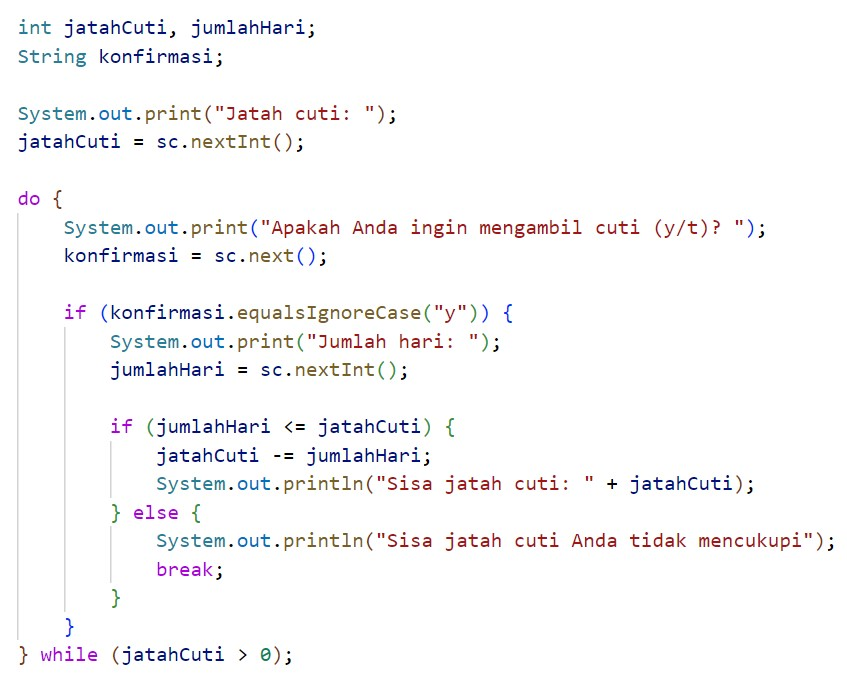 int jatahCuti, jumlahHari;
String konfirmasi;

System.out.print("Jatah cuti: ");
jatahCuti = sc.nextInt();

do {
    System.out.print("Apakah Anda ingin mengambil cuti (y/t)? ");
    konfirmasi = sc.next();

    if (konfirmasi.equalsIgnoreCase("y")) {
        System.out.print("Jumlah hari: ");
        jumlahHari = sc.nextInt();

        if (jumlahHari <= jatahCuti) {
            jatahCuti -= jumlahHari;
            System.out.println("Sisa jatah cuti: " + jatahCuti);
        } else {
            System.out.println("Sisa jatah cuti Anda tidak mencukupi");
            break;
        }
    }
} while (jatahCuti > 0);